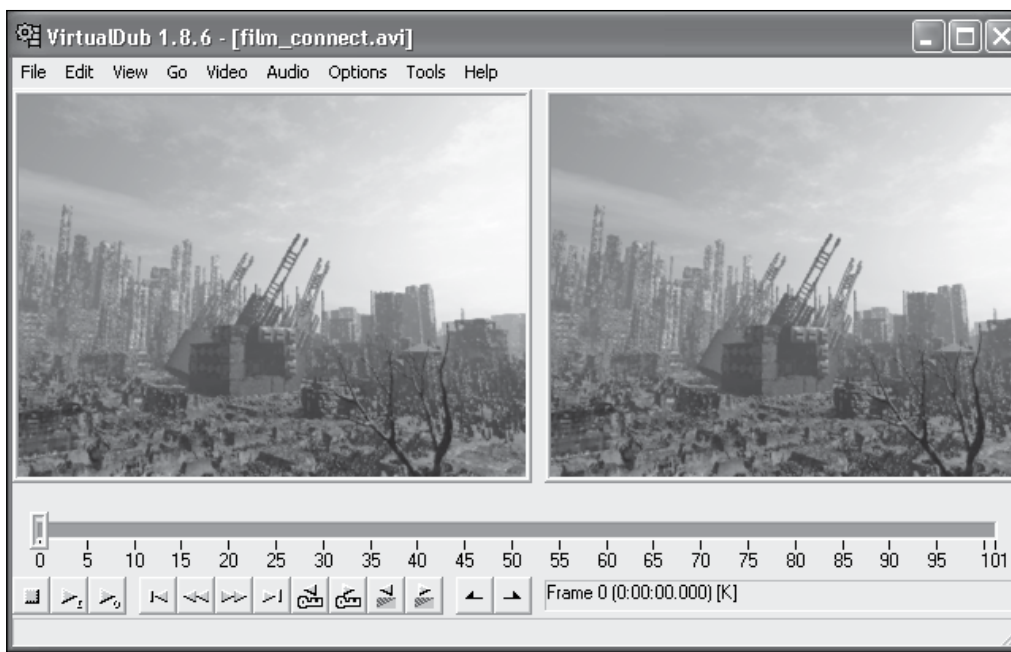 VirtualDub 1.8.6 - [film_connect.avi]
File Edit View Go Video Audio Options Tools Help
0 5 10 15 20 25 30 35 40 45 50 55 60 65 70 75 80 85 90 95 101
I O Frame 0 (0:00:00.000) [K]